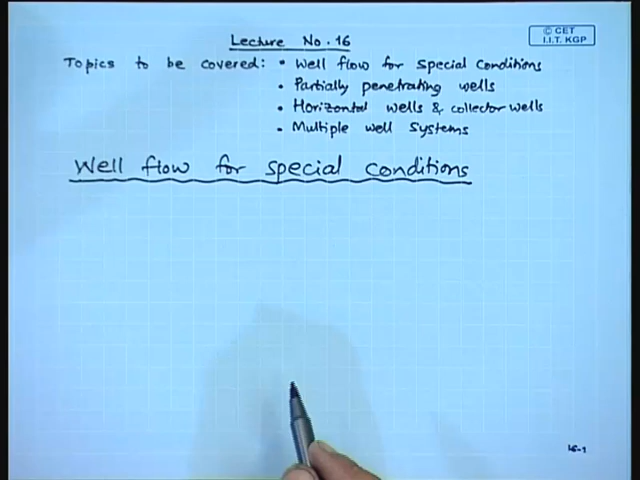 Lecture No. 16
© CET
I.I.T. KGP
Topics to be covered: • Well flow for special Conditions
• Partially penetrating wells
• Horizontal wells & collector wells
• Multiple well Systems
Well flow for special conditions
16-1